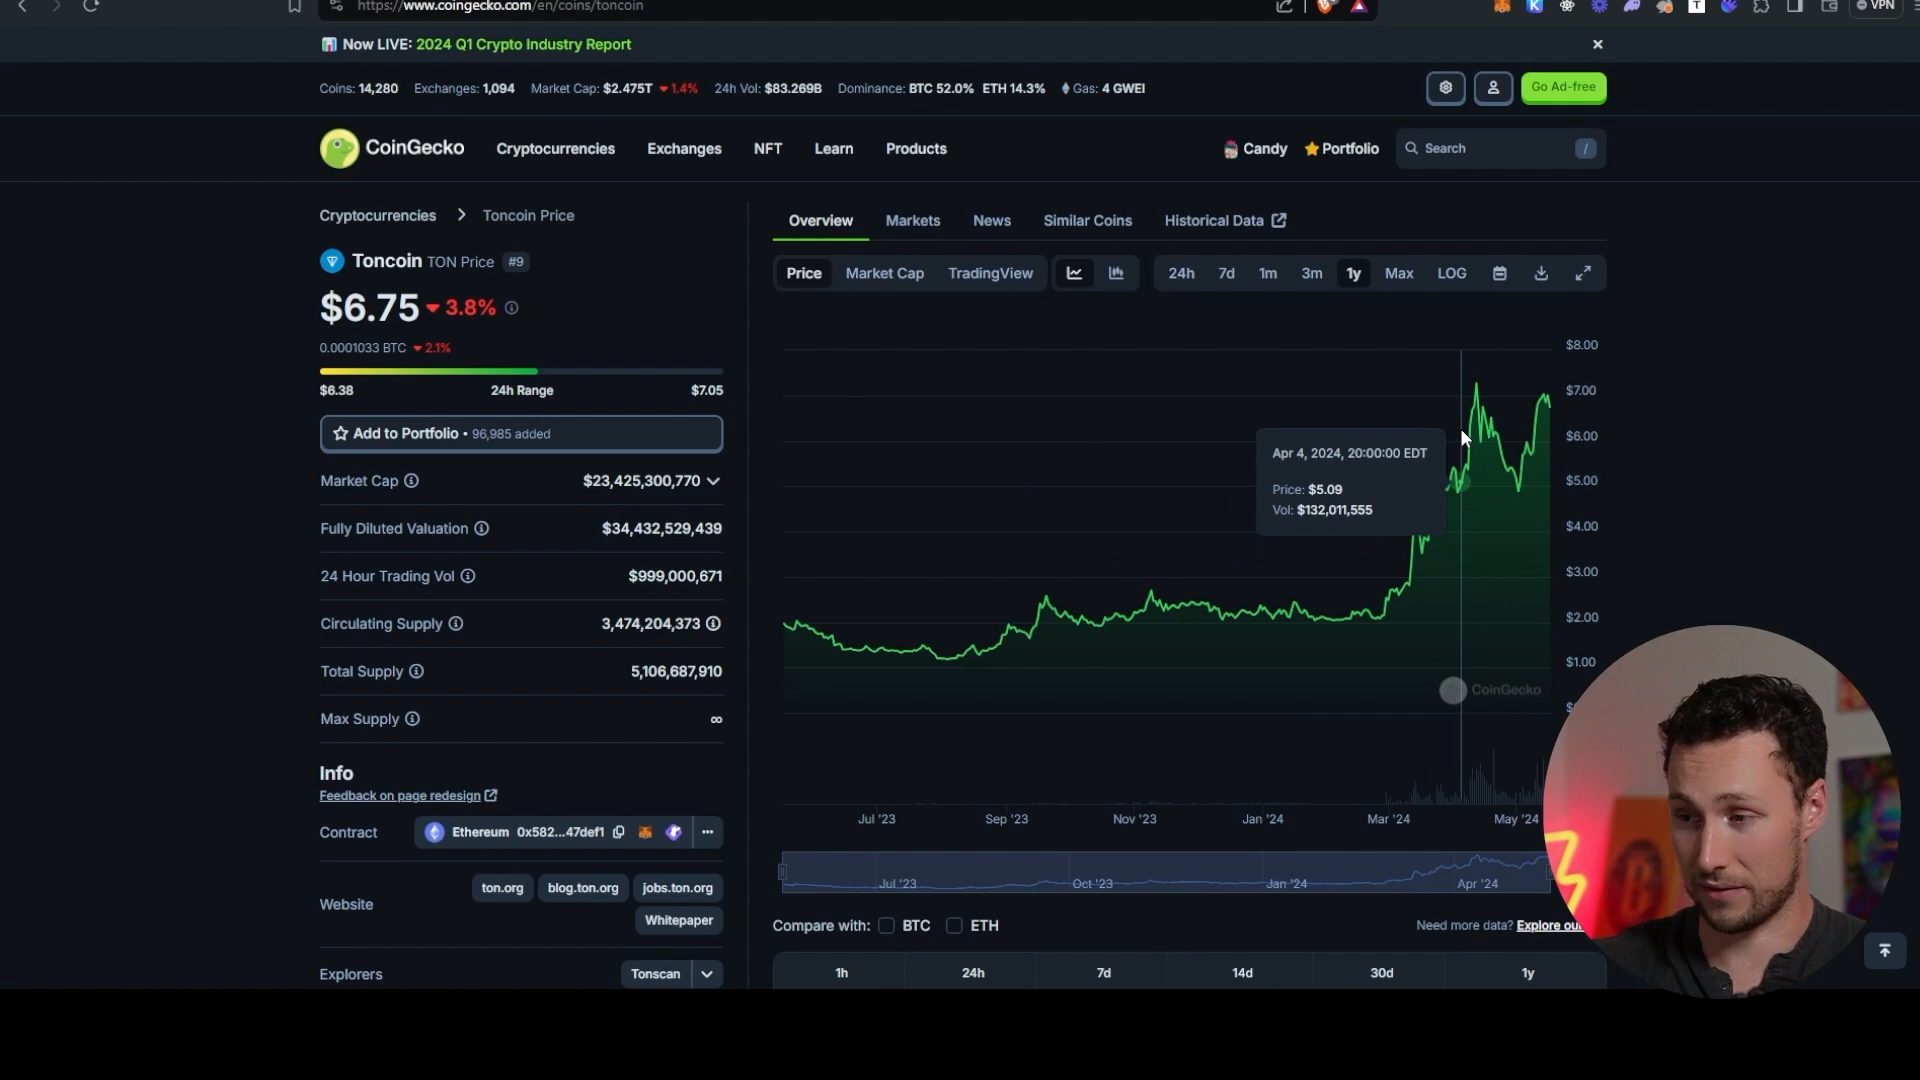 https://www.coingecko.com/en/coins/toncoin
VPN
Now LIVE: 2024 Q1 Crypto Industry Report
Coins: 14,280 Exchanges: 1,094 Market Cap: $2.475T 1.4% 24h Vol: $83.269B Dominance: BTC 52.0% ETH 14.3% Gas: 4 GWEI
Go Ad-free
CoinGecko
Cryptocurrencies Exchanges NFT Learn Products
Candy Portfolio Search /
Cryptocurrencies > Toncoin Price
Overview Markets News Similar Coins Historical Data
Toncoin TON Price #9
Price Market Cap TradingView 24h 7d 1m 3m 1y Max LOG
$6.75 3.8%
0.0001033 BTC 2.1%
$6.38 24h Range $7.05
Add to Portfolio • 96,985 added
Market Cap $23,425,300,770
Fully Diluted Valuation $34,432,529,439
24 Hour Trading Vol $999,000,671
Circulating Supply 3,474,204,373
Total Supply 5,106,687,910
Max Supply ∞
Info
Feedback on page redesign
Contract Ethereum 0x582...47def1
Website ton.org blog.ton.org jobs.ton.org
Whitepaper
Explorers Tonscan
$8.00
$7.00
$6.00
$5.00
$4.00
$3.00
$2.00
$1.00
Apr 4, 2024, 20:00:00 EDT
Price: $5.09
Vol: $132,011,555
CoinGecko
Jul '23 Sep '23 Nov '23 Jan '24 Mar '24 May '24
Jul '23 Oct '23 Jan '24 Apr '24
Compare with: BTC ETH
Need more data? Explore
1h 24h 7d 14d 30d 1y